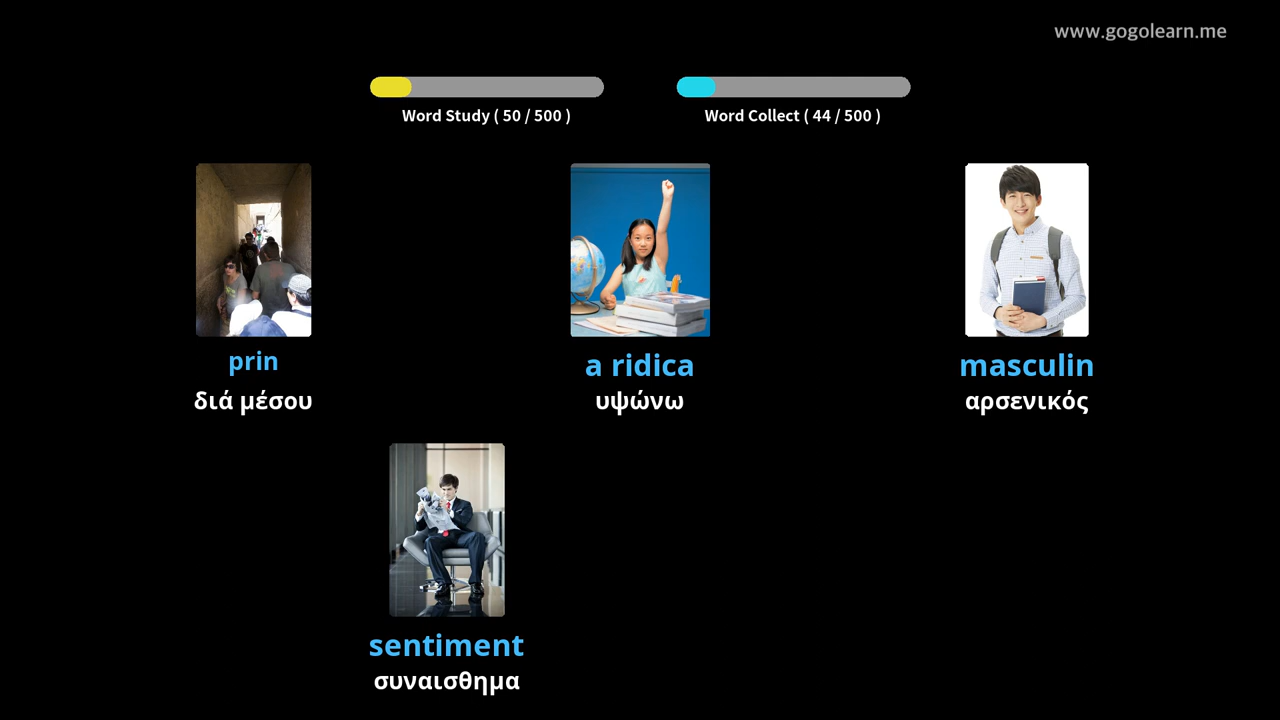 www.gogolearn.me
Word Study ( 50 / 500 )
Word Collect ( 44 / 500 )
prin
διά μέσου
a ridica
υψώνω
masculin
αρσενικός
sentiment
συναισθημα